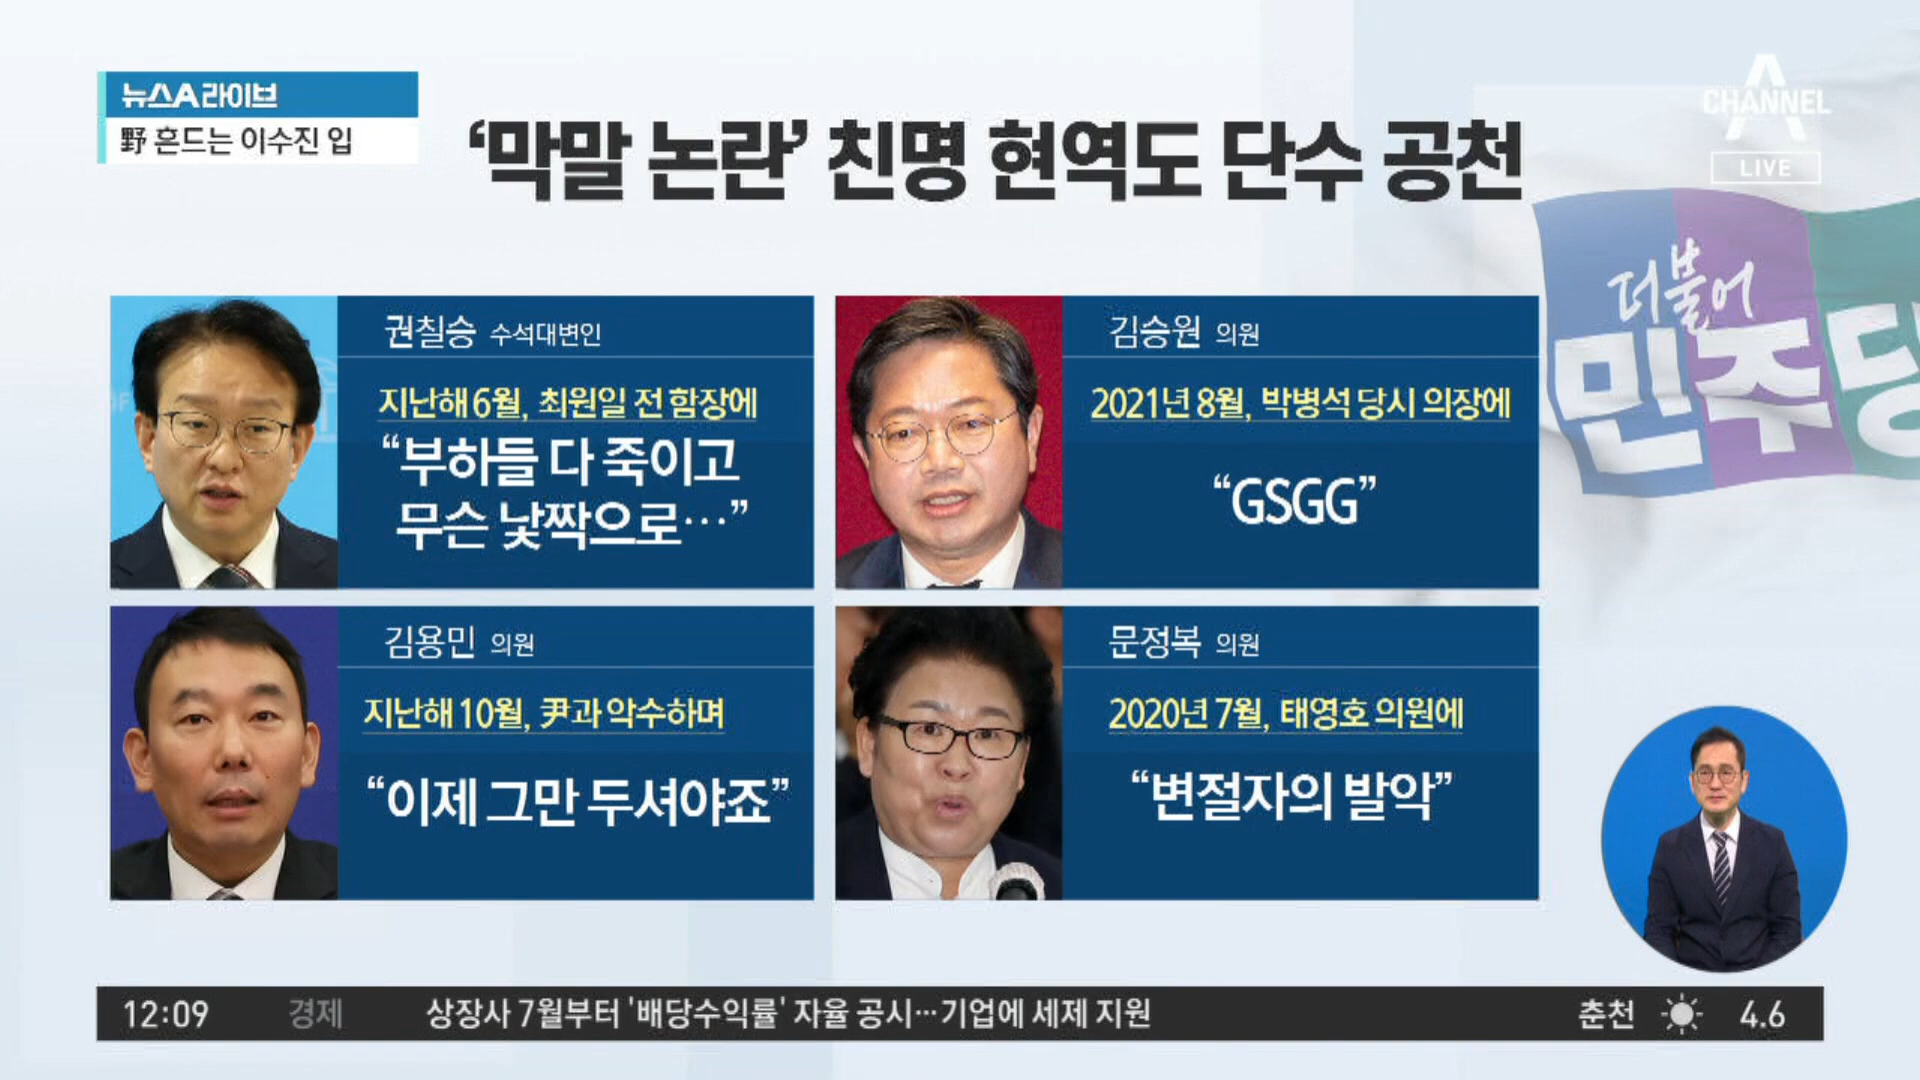 뉴스A라이브
野 흔드는 이수진 입
‘막말 논란’ 친명 현역도 단수 공천
CHANNEL A
LIVE
더불어
민주당
권칠승 수석대변인
지난해 6월, 최원일 전 함장에
“부하들 다 죽이고
무슨 낯짝으로…”
김승원 의원
2021년 8월, 박병석 당시 의장에
“GSGG”
김용민 의원
지난해 10월, 尹과 악수하며
“이제 그만 두셔야죠”
문정복 의원
2020년 7월, 태영호 의원에
“변절자의 발악”
12:09 경제 상장사 7월부터 '배당수익률' 자율 공시…기업에 세제 지원 춘천 4.6